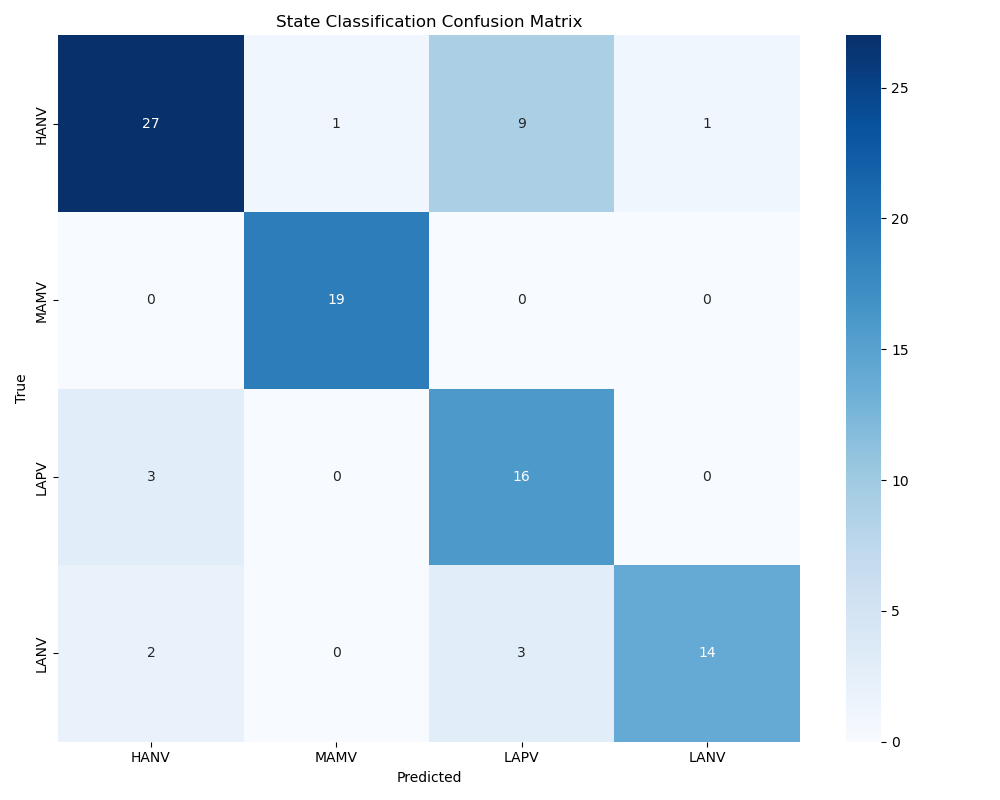 State Classification Confusion Matrix
HANV 27 1 9 1
MAMV 0 19 0 0
LAPV 3 0 16 0
LANV 2 0 3 14
HANV MAMV LAPV LANV
Predicted
True
25
20
15
10
5
0